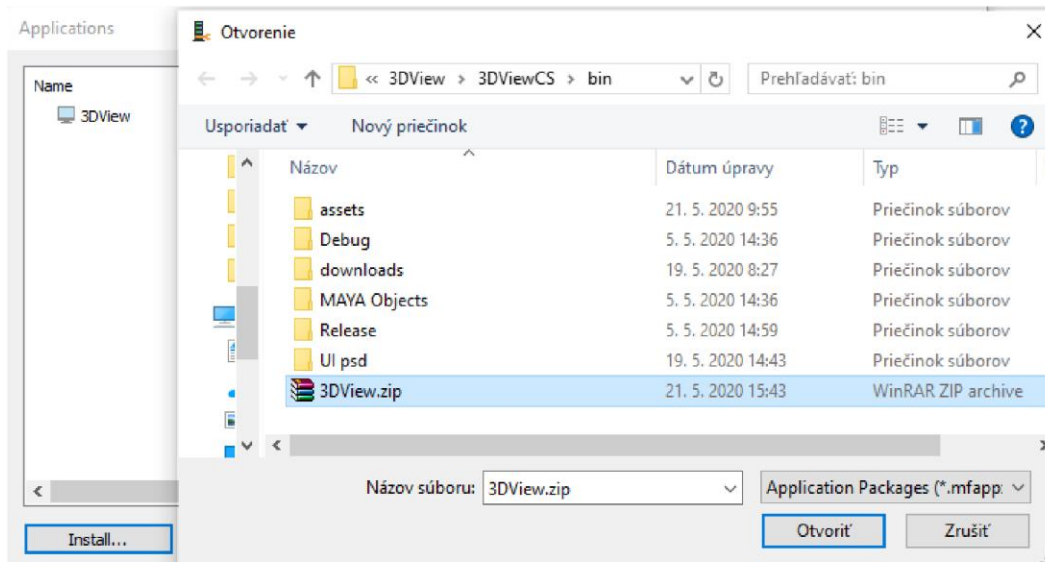 Applications
Name
3DView
Install...
Otvorenie
« 3DView > 3DViewCS > bin
Prehľadávať: bin
Usporiadať
Nový priečinok
Názov Dátum úpravy Typ
assets 21. 5. 2020 9:55 Priečinok súborov
Debug 5. 5. 2020 14:36 Priečinok súborov
downloads 19. 5. 2020 8:27 Priečinok súborov
MAYA Objects 5. 5. 2020 14:36 Priečinok súborov
Release 5. 5. 2020 14:59 Priečinok súborov
UI psd 19. 5. 2020 14:43 Priečinok súborov
3DView.zip 21. 5. 2020 15:43 WinRAR ZIP archive
Názov súboru: 3DView.zip Application Packages (*.mfapp
Otvoriť Zrušiť